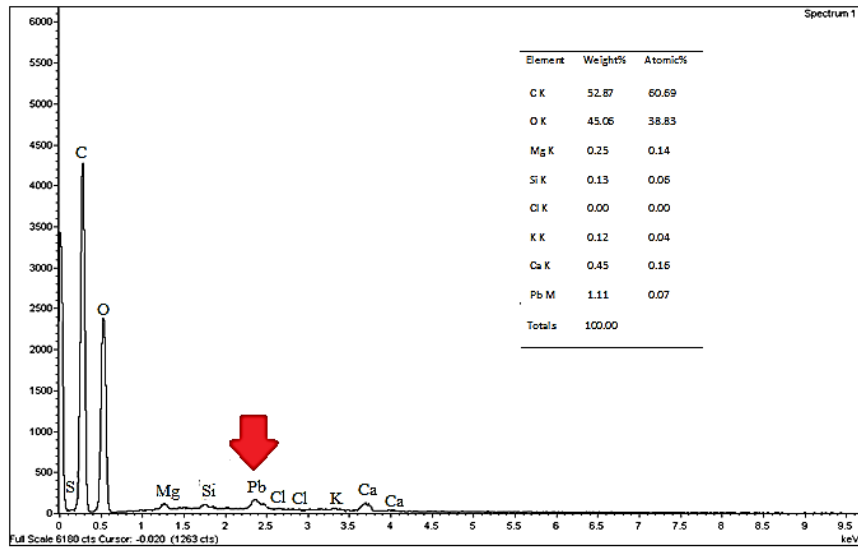 Spectrum 1
6000
5500
5000
4500
4000
3500
3000
2500
2000
1500
1000
500
0
Element Weight% Atomic%
C K 52.87 60.69
O K 45.06 38.83
Mg K 0.25 0.14
Si K 0.13 0.06
Cl K 0.00 0.00
K K 0.12 0.04
Ca K 0.45 0.16
Pb M 1.11 0.07
Totals 100.00
C
O
S
Mg
Si
Pb
Cl
Cl
K
Ca
Ca
0 0.5 1 1.5 2 2.5 3 3.5 4 4.5 5 5.5 6 6.5 7 7.5 8 8.5 9 9.5
Full Scale 6180 cts Cursor: -0.020 (1263 cts) keV